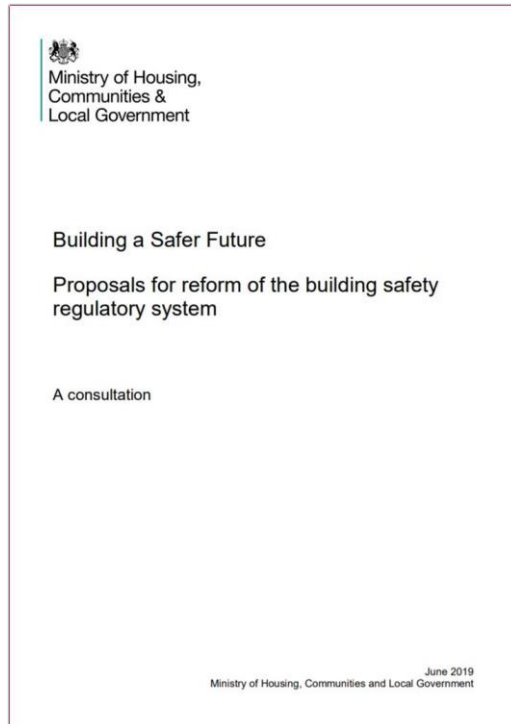 Ministry of Housing,
Communities &
Local Government
Building a Safer Future
Proposals for reform of the building safety
regulatory system
A consultation
June 2019
Ministry of Housing, Communities and Local Government